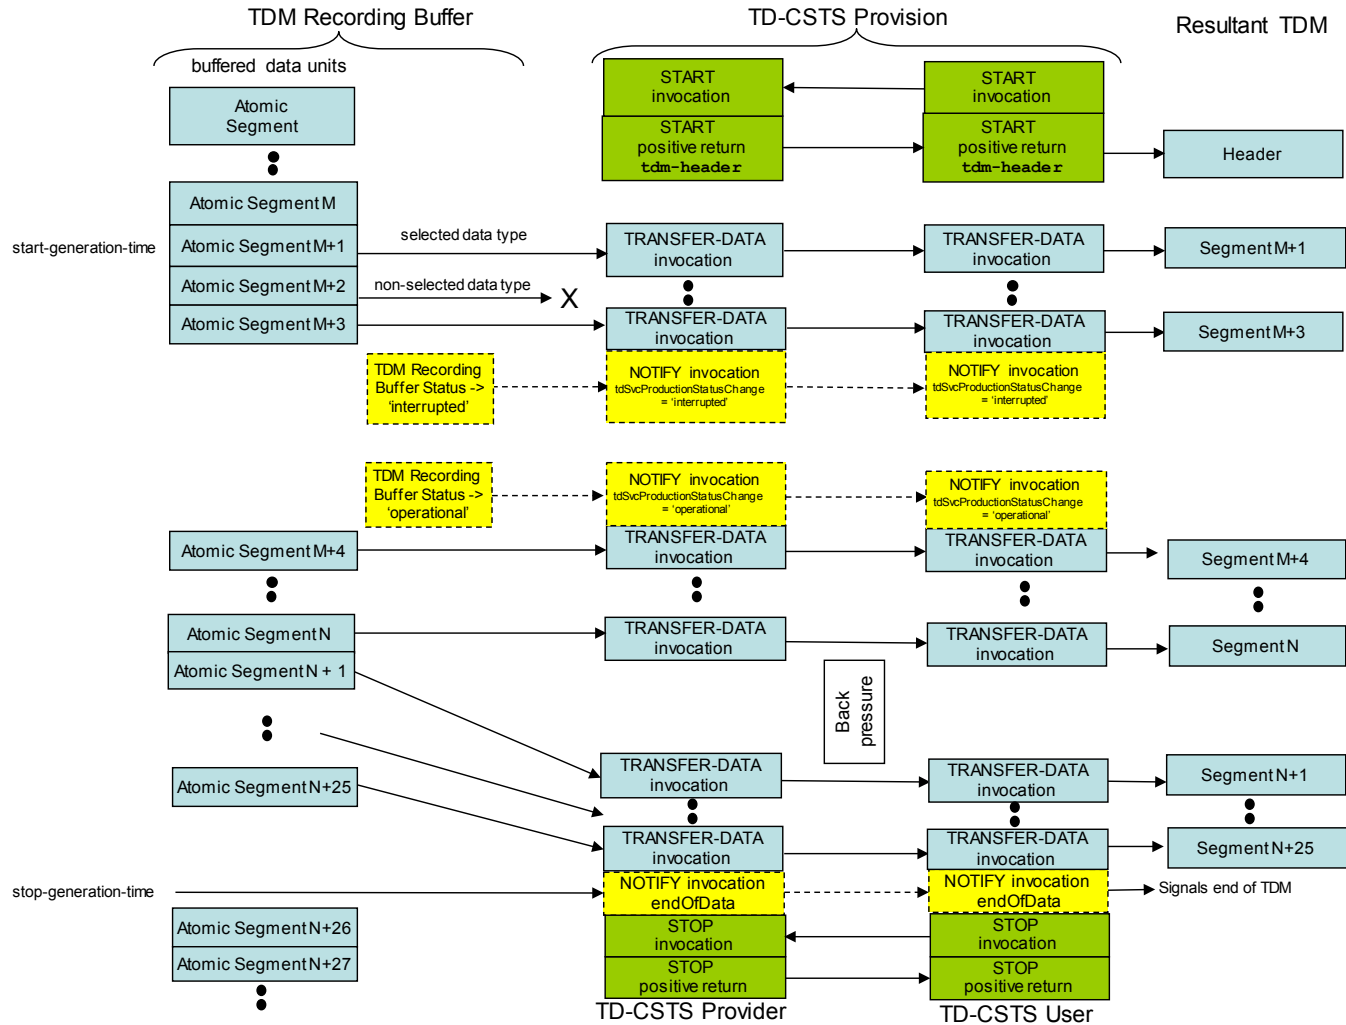 TDM Recording Buffer
TD-CSTS Provision
Resultant TDM
buffered data units
Atomic
Segment
START
invocation
START
invocation
START
positive return
tdm-header
START
positive return
tdm-header
Header
Atomic Segment M
start-generation-time
Atomic Segment M+1
selected data type
TRANSFER-DATA
invocation
TRANSFER-DATA
invocation
Segment M+1
Atomic Segment M+2
non-selected data type
X
Atomic Segment M+3
TRANSFER-DATA
invocation
TRANSFER-DATA
invocation
Segment M+3
TDM Recording
Buffer Status ->
‘interrupted’
NOTIFY invocation
tdSvcProductionStatusChange
= ‘interrupted’
NOTIFY invocation
tdSvcProductionStatusChange
= ‘interrupted’
TDM Recording
Buffer Status ->
‘operational’
NOTIFY invocation
tdSvcProductionStatusChange
= ‘operational’
NOTIFY invocation
tdSvcProductionStatusChange
= ‘operational’
Atomic Segment M+4
TRANSFER-DATA
invocation
TRANSFER-DATA
invocation
Segment M+4
Atomic Segment N
TRANSFER-DATA
invocation
TRANSFER-DATA
invocation
Segment N
Atomic Segment N + 1
Back
pressure
TRANSFER-DATA
invocation
TRANSFER-DATA
invocation
Segment N+1
Atomic Segment N+25
TRANSFER-DATA
invocation
TRANSFER-DATA
invocation
Segment N+25
stop-generation-time
NOTIFY invocation
endOfData
NOTIFY invocation
endOfData
Signals end of TDM
Atomic Segment N+26
STOP
invocation
STOP
invocation
Atomic Segment N+27
STOP
positive return
STOP
positive return
TD-CSTS Provider
TD-CSTS User